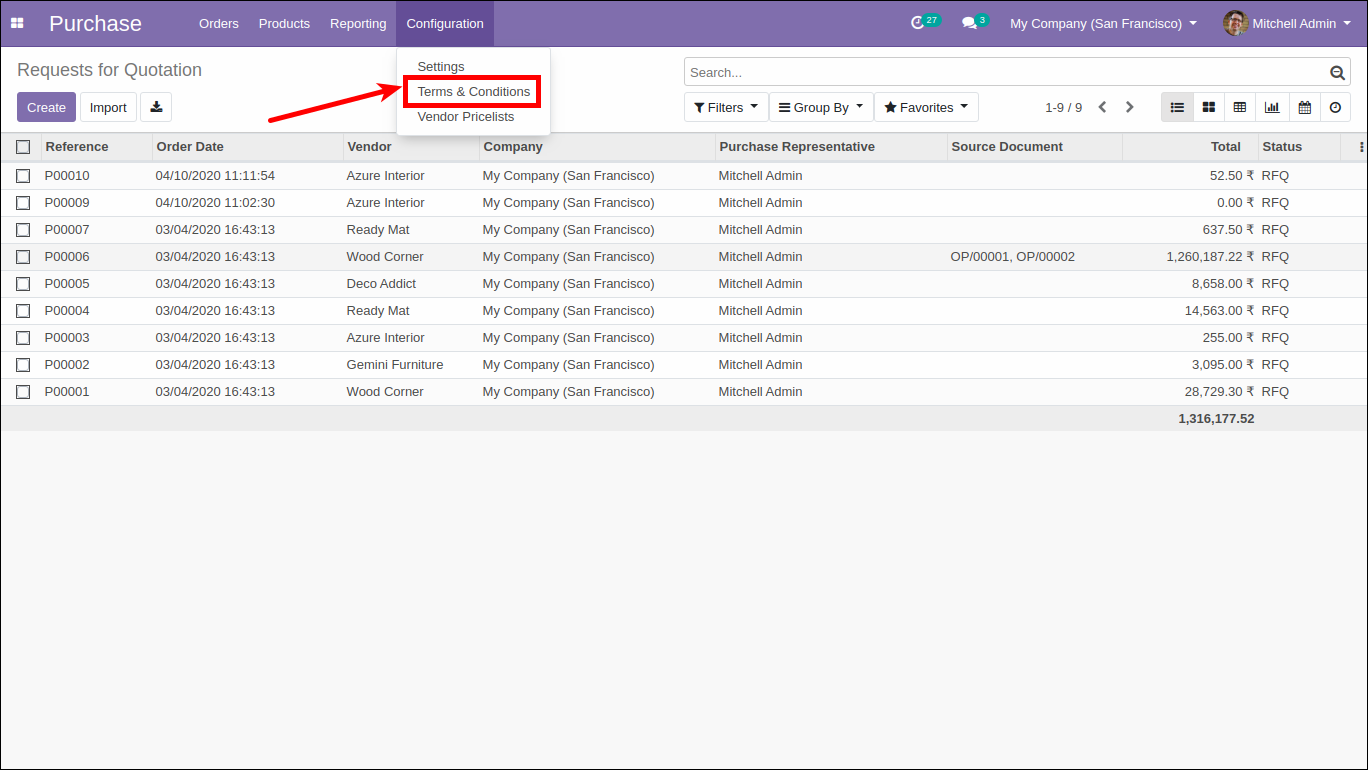 Purchase Orders Products Reporting Configuration 27 3 My Company (San Francisco) Mitchell Admin
Requests for Quotation
Settings
Terms & Conditions
Vendor Pricelists
Search...
Create Import
Filters Group By Favorites 1-9 / 9
Reference Order Date Vendor Company Purchase Representative Source Document Total Status
P00010 04/10/2020 11:11:54 Azure Interior My Company (San Francisco) Mitchell Admin 52.50 ₹ RFQ
P00009 04/10/2020 11:02:30 Azure Interior My Company (San Francisco) Mitchell Admin 0.00 ₹ RFQ
P00007 03/04/2020 16:43:13 Ready Mat My Company (San Francisco) Mitchell Admin 637.50 ₹ RFQ
P00006 03/04/2020 16:43:13 Wood Corner My Company (San Francisco) Mitchell Admin OP/00001, OP/00002 1,260,187.22 ₹ RFQ
P00005 03/04/2020 16:43:13 Deco Addict My Company (San Francisco) Mitchell Admin 8,658.00 ₹ RFQ
P00004 03/04/2020 16:43:13 Ready Mat My Company (San Francisco) Mitchell Admin 14,563.00 ₹ RFQ
P00003 03/04/2020 16:43:13 Azure Interior My Company (San Francisco) Mitchell Admin 255.00 ₹ RFQ
P00002 03/04/2020 16:43:13 Gemini Furniture My Company (San Francisco) Mitchell Admin 3,095.00 ₹ RFQ
P00001 03/04/2020 16:43:13 Wood Corner My Company (San Francisco) Mitchell Admin 28,729.30 ₹ RFQ
1,316,177.52